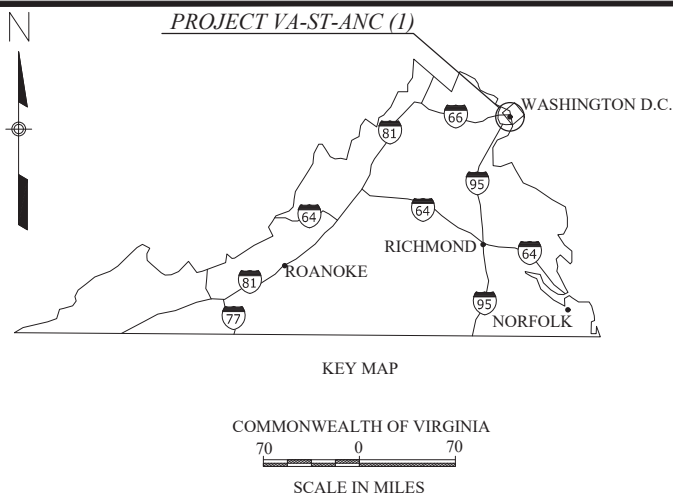 N
PROJECT VA-ST-ANC (1)
WASHINGTON D.C.
66
81
95
64
64
RICHMOND
64
ROANOKE
81
95
77
NORFOLK
KEY MAP
COMMONWEALTH OF VIRGINIA
70 0 70
SCALE IN MILES